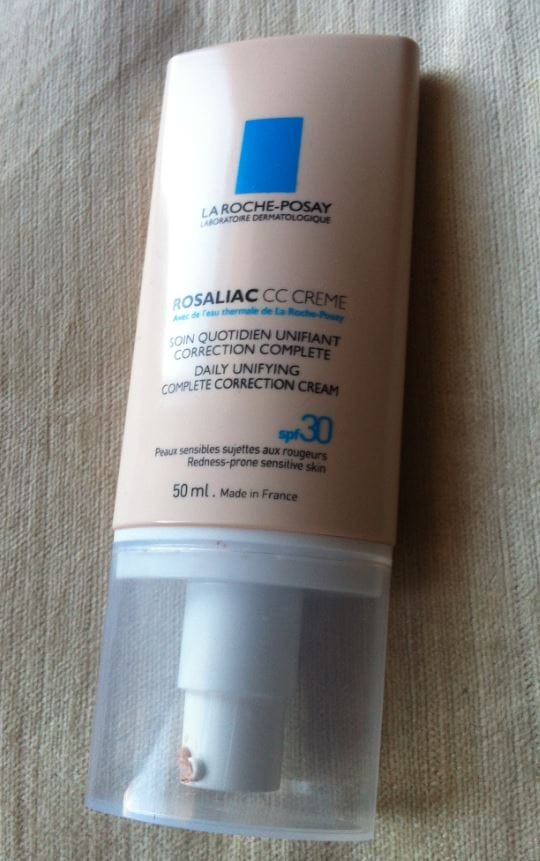 LA ROCHE-POSAY
LABORATOIRE DERMATOLOGIQUE
ROSALIAC CC CREME
Avec de l'eau thermale de La Roche-Posay
SOIN QUOTIDIEN UNIFIANT
CORRECTION COMPLETE
DAILY UNIFYING
COMPLETE CORRECTION CREAM
spf30
Peaux sensibles sujettes aux rougeurs
Redness-prone sensitive skin
50 ml . Made in France